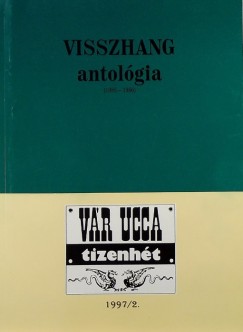 VISSZHANG
antológia
VÁR UCCA
tizenhét
1997/2.